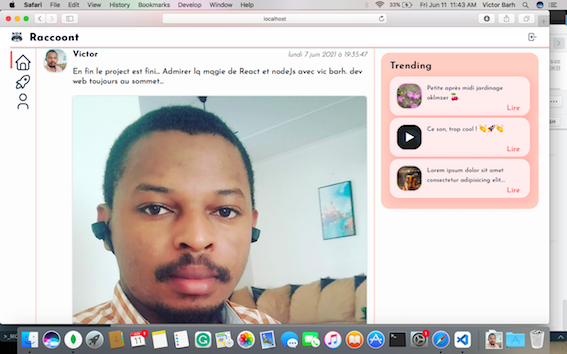 Safari File Edit View History Bookmarks Develop Window Help 33% Fri Jun 11 11:43 AM Victor Barh
localhost
Raccoont
Victor lundi 7 juin 2021 à 19:35:47
En fin le project est fini... Admirer lq mqgie de React et nodeJs avec vic barh. dev
web toujours au sommet...
Trending
Petite après midi jardinage
oklmzer 🍒
Lire
Ce son, trop cool ! 👏🚀👏
Lire
Lorem ipsum dolor sit amet
consectetur adipisicing elit...
Lire